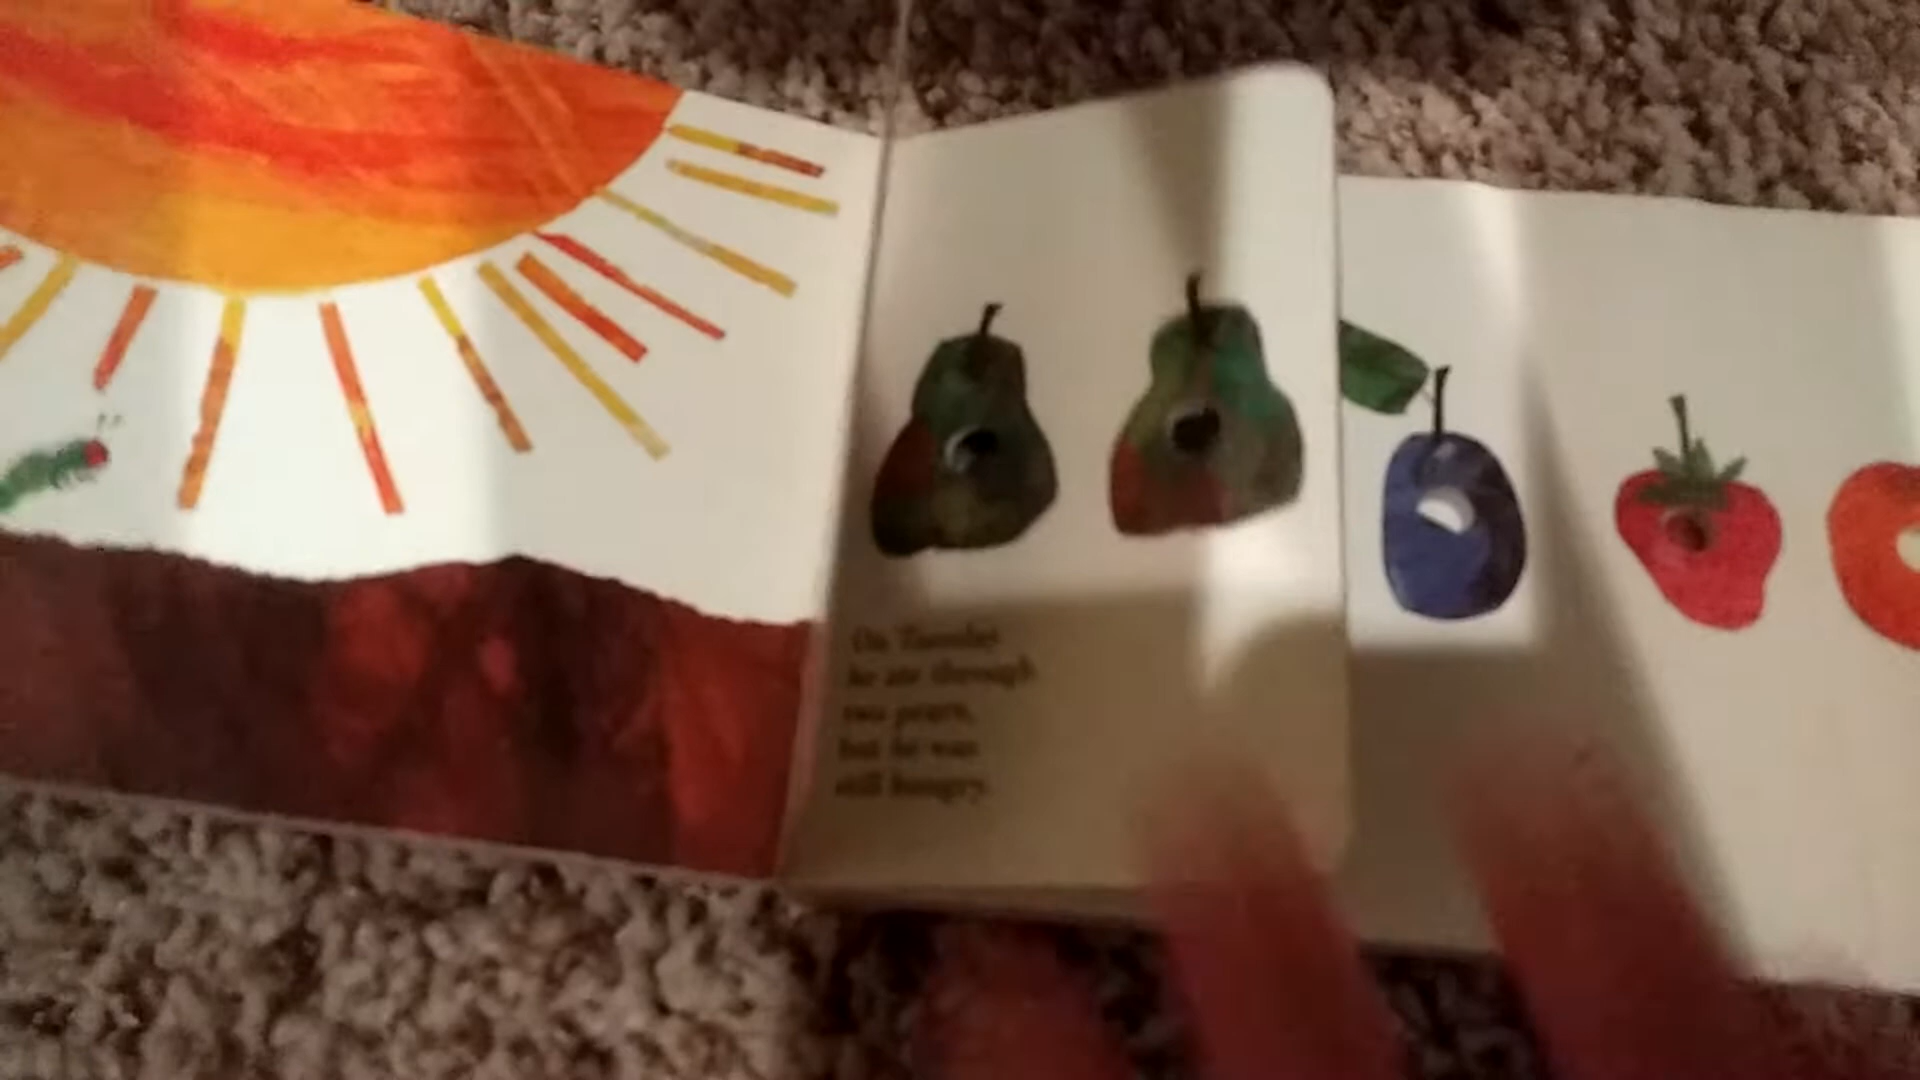 On Tuesday
he ate through
two pears,
but he was
still hungry.